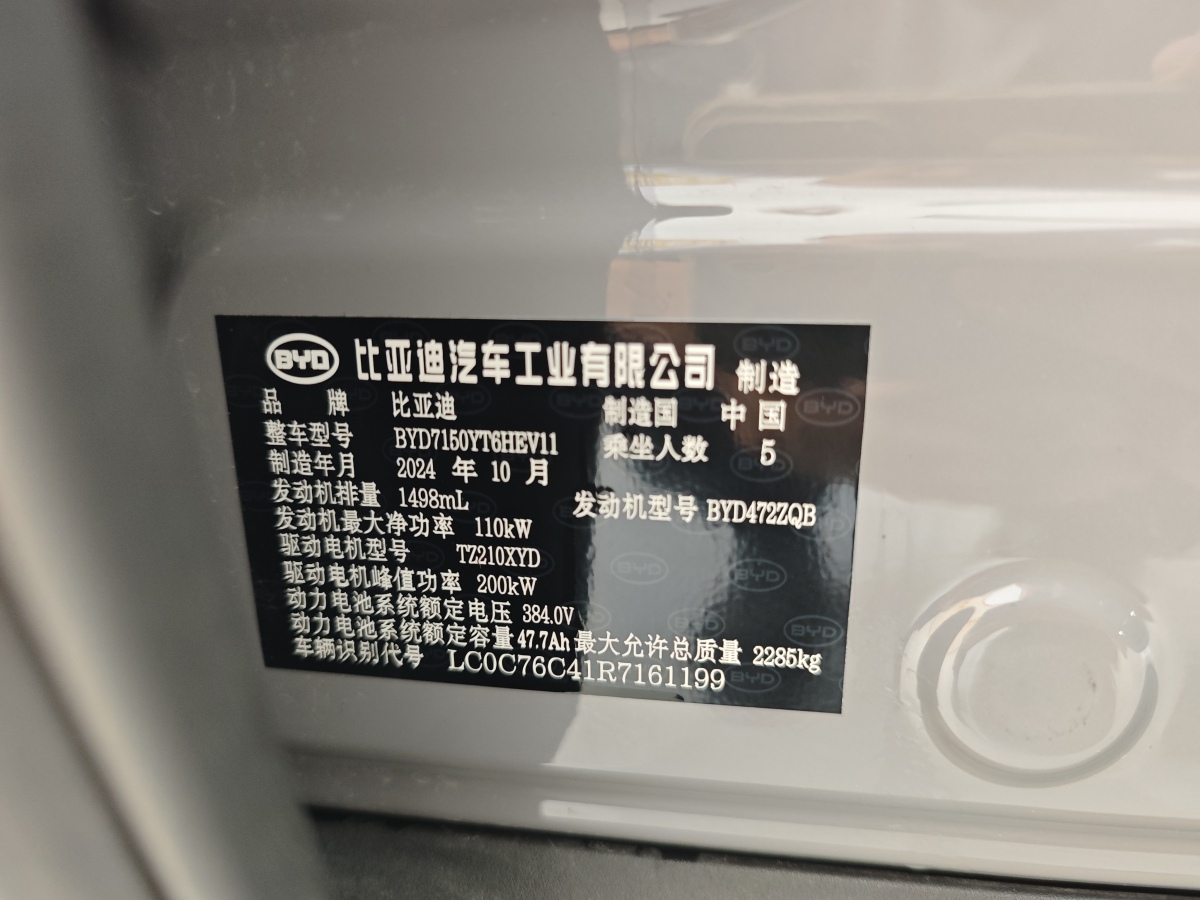 BYD 比亚迪汽车工业有限公司 制造
品 牌 比亚迪 制造国 中国
整车型号 BYD7150YT6HEV11 乘坐人数 5
制造年月 2024 年 10 月
发动机排量 1498mL 发动机型号 BYD472ZQB
发动机最大净功率 110kW
驱动电机型号 TZ210XYD
驱动电机峰值功率 200kW
动力电池系统额定电压 384.0V
动力电池系统额定容量 47.7Ah 最大允许总质量 2285kg
车辆识别代号 LC0C76C41R7161199